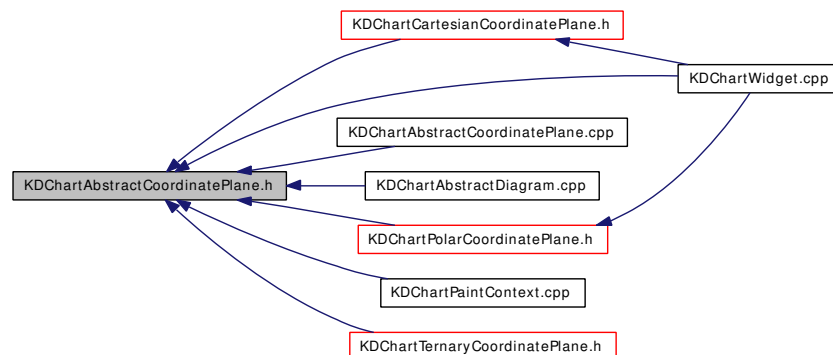 KDChartCartesianCoordinatePlane.h
KDChartWidget.cpp
KDChartAbstractCoordinatePlane.cpp
KDChartAbstractCoordinatePlane.h
KDChartAbstractDiagram.cpp
KDChartPolarCoordinatePlane.h
KDChartPaintContext.cpp
KDChartTernaryCoordinatePlane.h